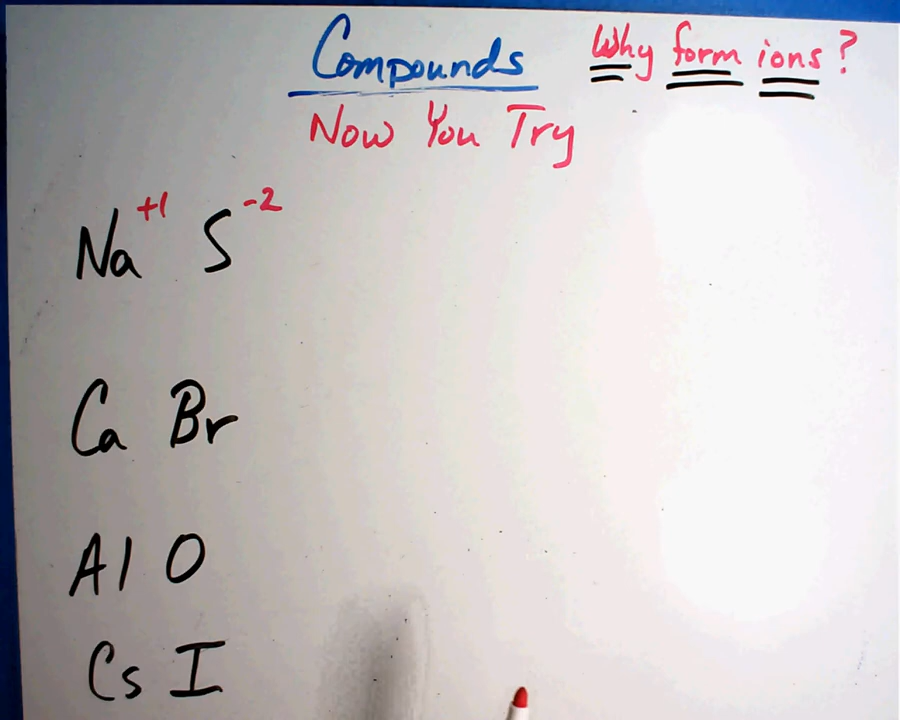 Compounds Why form ions?
Now You Try
Na+1 S-2
Ca Br
Al O
Cs I